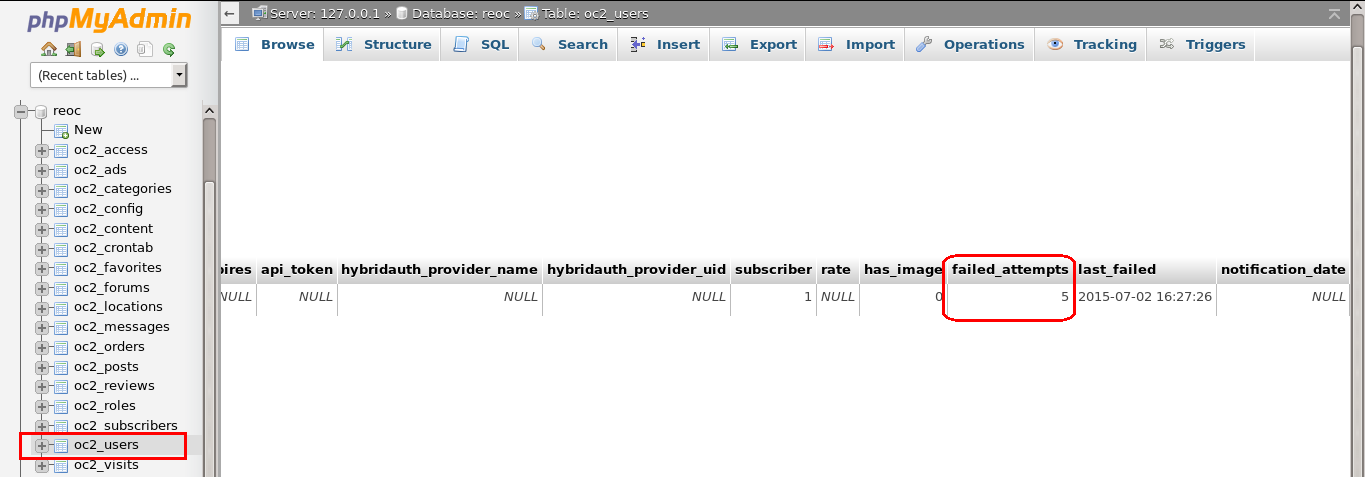 phpMyAdmin
(Recent tables) ...
reoc
New
oc2_access
oc2_ads
oc2_categories
oc2_config
oc2_content
oc2_crontab
oc2_favorites
oc2_forums
oc2_locations
oc2_messages
oc2_orders
oc2_posts
oc2_reviews
oc2_roles
oc2_subscribers
oc2_users
oc2_visits
Server: 127.0.0.1 » Database: reoc » Table: oc2_users
Browse Structure SQL Search Insert Export Import Operations Tracking Triggers
pires api_token hybridauth_provider_name hybridauth_provider_uid subscriber rate has_image failed_attempts last_failed notification_date
NULL NULL NULL NULL 1 NULL 0 5 2015-07-02 16:27:26 NULL